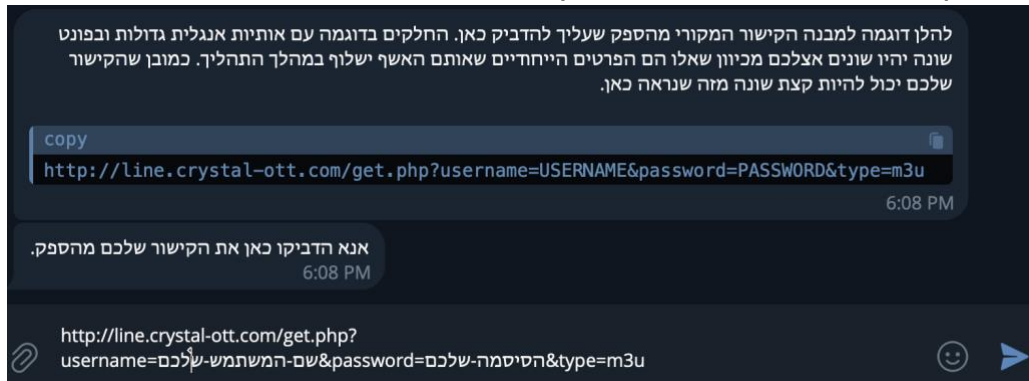 להלן דוגמה למבנה הקישור המקורי מהספק שעליך להדביק כאן. החלקים בדוגמה עם אותיות אנגלית גדולות ובפונט
שונה יהיו שונים אצלכם מכיוון שאלו הם הפרטים הייחודיים שאותם האשף ישלוף במהלך התהליך. כמובן שהקישור
שלכם יכול להיות קצת שונה מזה שנראה כאן.
copy
http://line.crystal-ott.com/get.php?username=USERNAME&password=PASSWORD&type=m3u
6:08 PM
אנא הדביקו כאן את הקישור שלכם מהספק.
6:08 PM
http://line.crystal-ott.com/get.php?
username=שם-המשתמש-שלכם&password=הסיסמה-שלכם&type=m3u